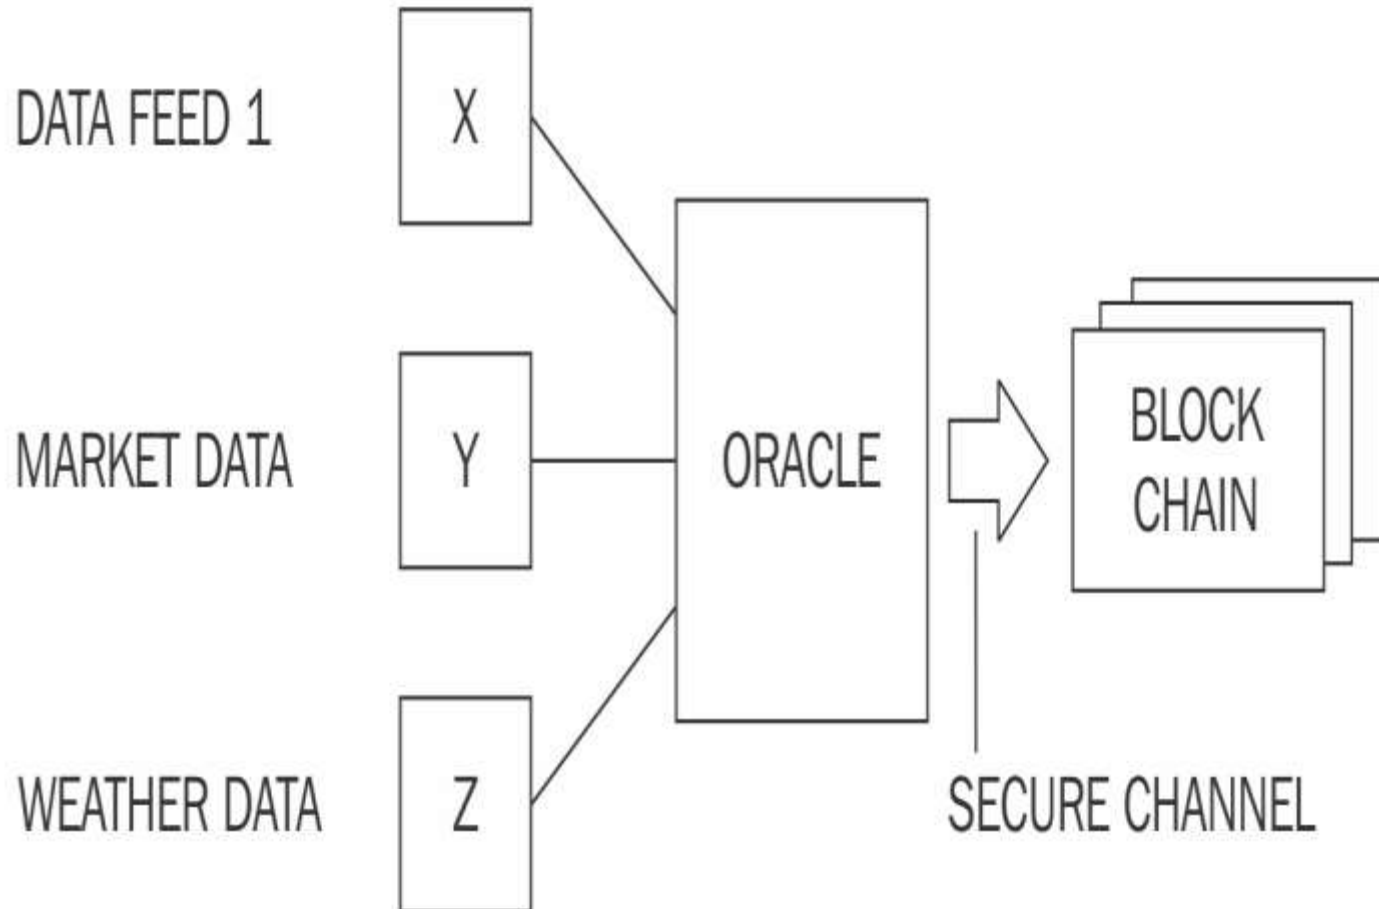 DATA FEED 1
X
MARKET DATA
Y
WEATHER DATA
Z
ORACLE
BLOCK
CHAIN
SECURE CHANNEL